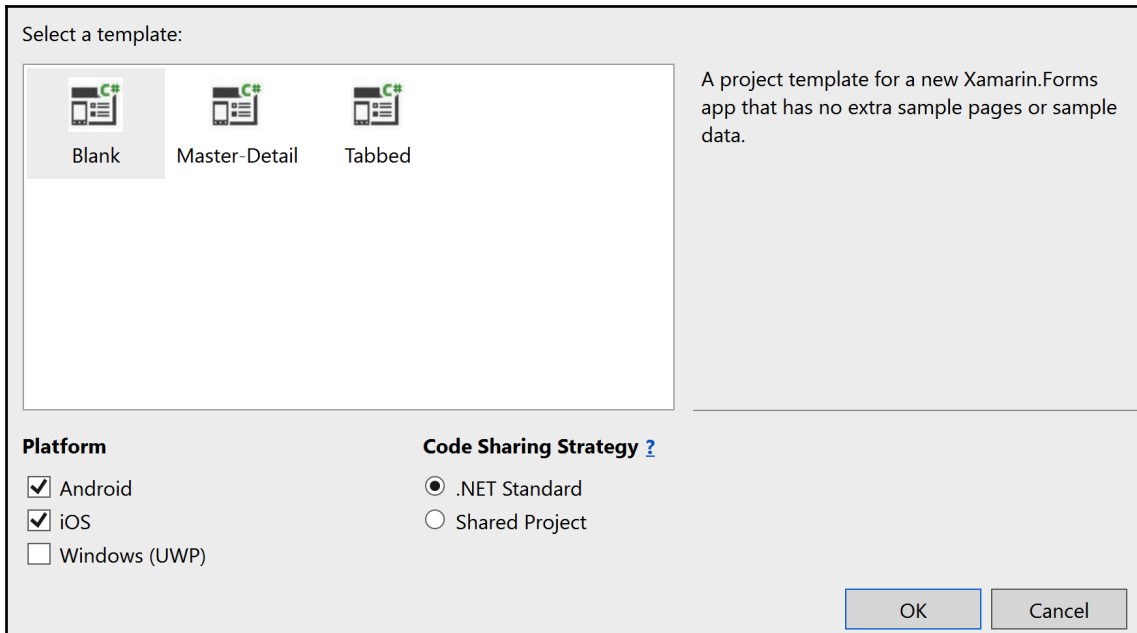 Select a template:
C#
C#
C#
Blank
Master-Detail
Tabbed
A project template for a new Xamarin.Forms
app that has no extra sample pages or sample
data.
Platform
Android
iOS
Windows (UWP)
Code Sharing Strategy ?
.NET Standard
Shared Project
OK
Cancel